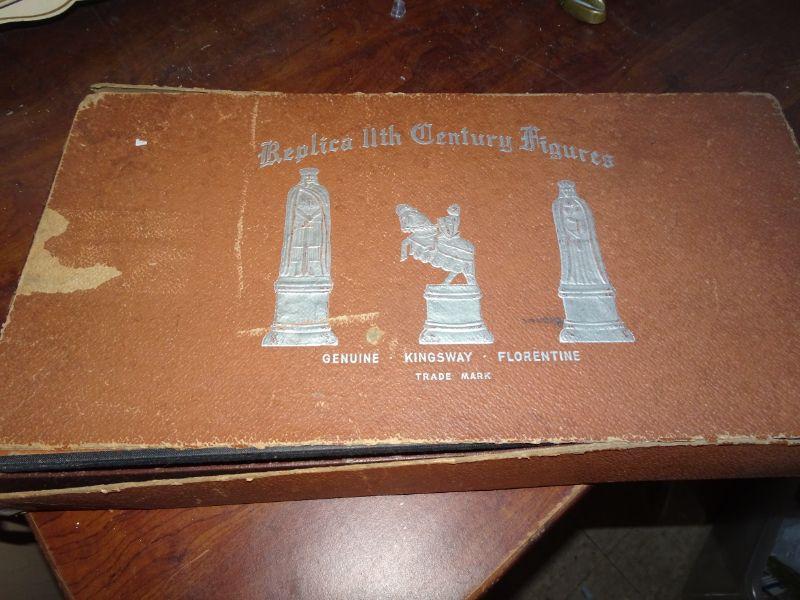 Replica 11th Century Figures
GENUINE · KINGSWAY · FLORENTINE
TRADE MARK